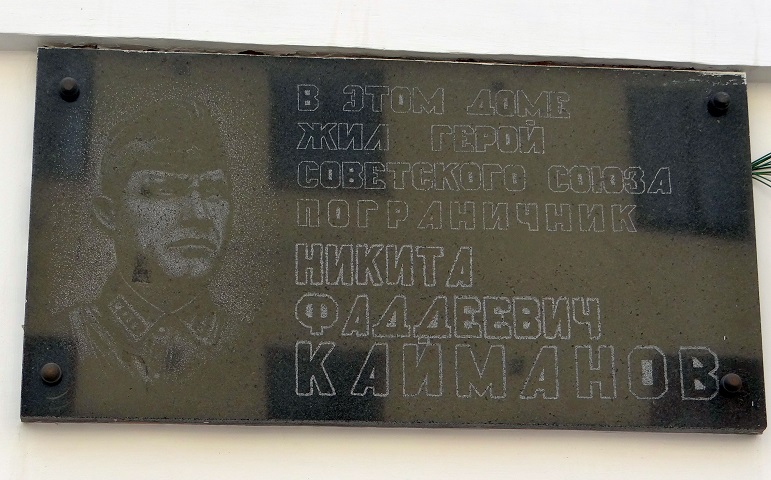 В ЭТОМ ДОМЕ
ЖИЛ ГЕРОЙ
СОВЕТСКОГО СОЮЗА
ПОГРАНИЧНИК
НИКИТА
ФАДДЕЕВИЧ
КАЙМАНОВ